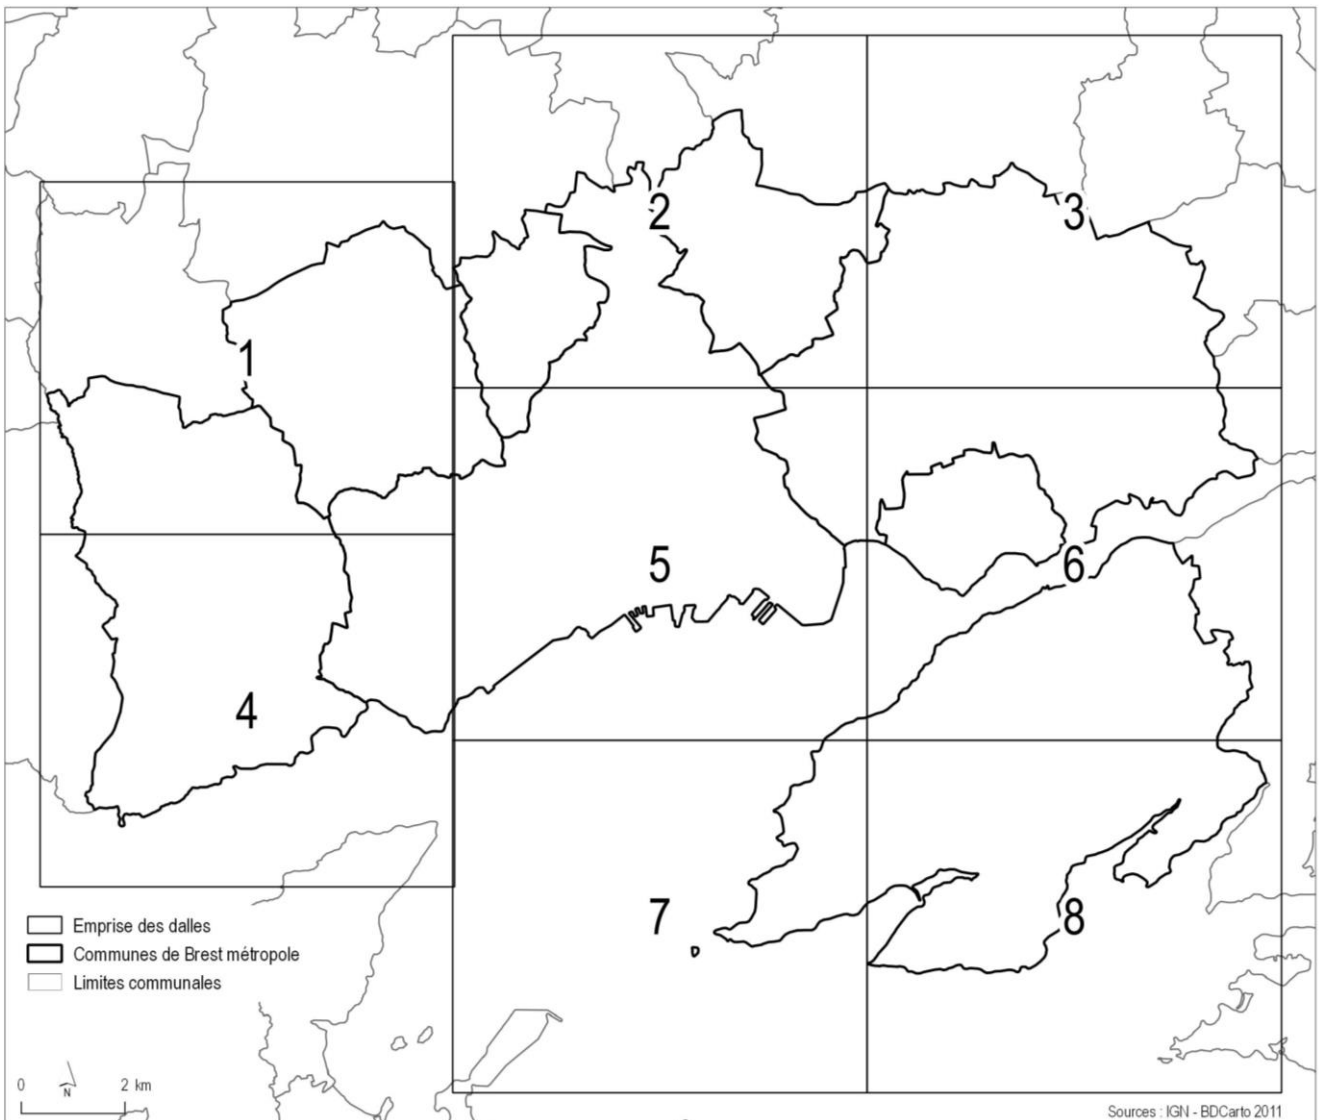 2
3
1
5
6
4
7
8
Emprise des dalles
Communes de Brest métropole
Limites communales
0 2 km
N
Sources : IGN - BDCarto 2011